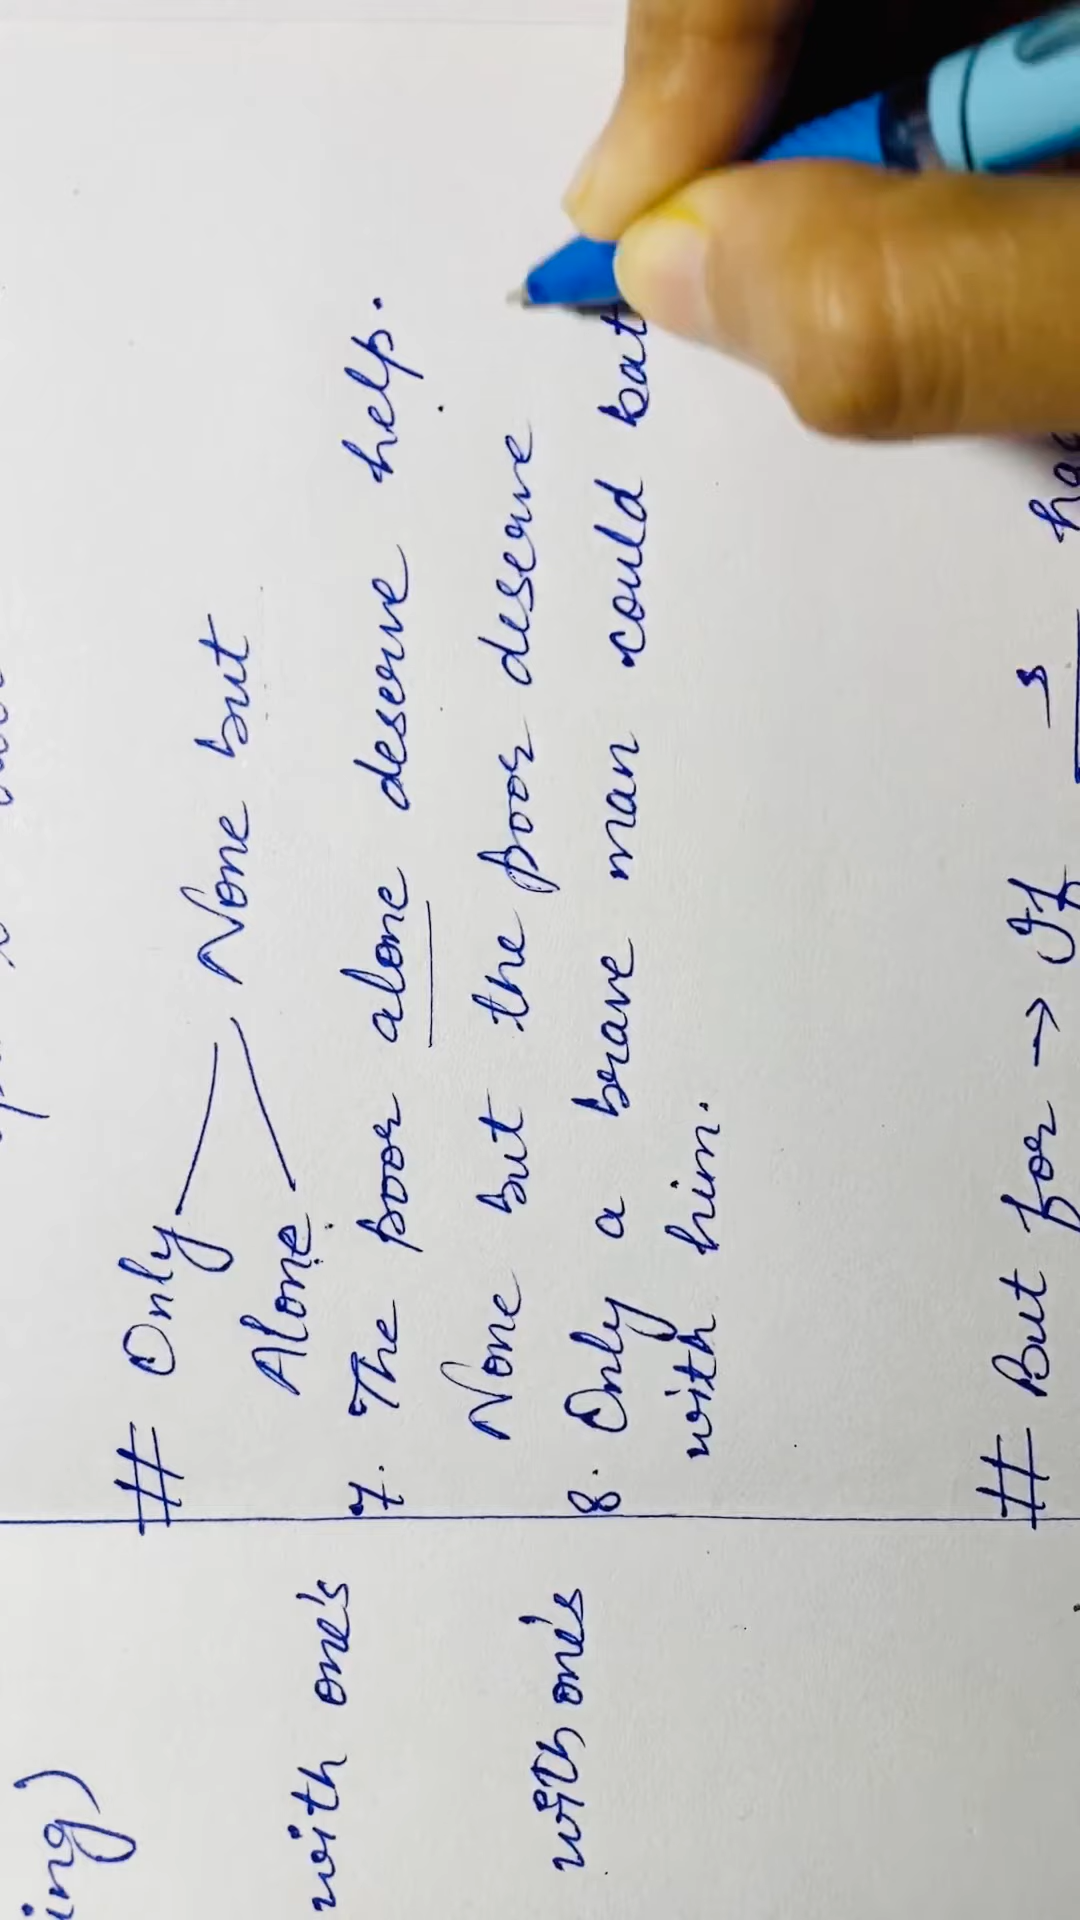 # Only
None but
Alone
7. The poor alone deserve help.
None but the poor deserve
8. Only a brave man could bat
with him.
# But for → If s
ing)
with one's
with one's